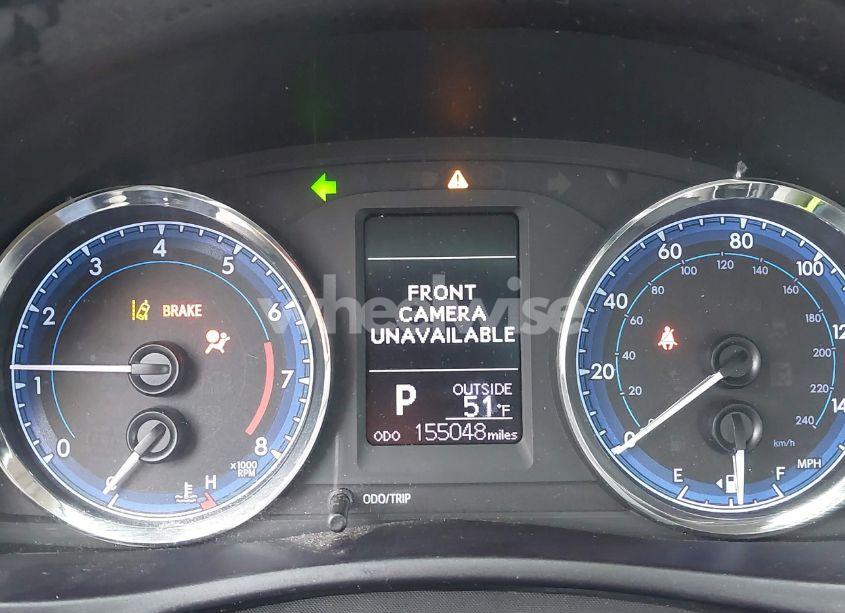 0 1 2 3 4 5 6 7 8
x1000
RPM
BRAKE
C H
FRONT
CAMERA
UNAVAILABLE
P
OUTSIDE
51°F
ODO 155048 miles
ODO/TRIP
0 20 40 60 80 100
0 20 40 60 80 100 120 140 160 180 200 220 240
km/h
MPH
E F
wheelwise